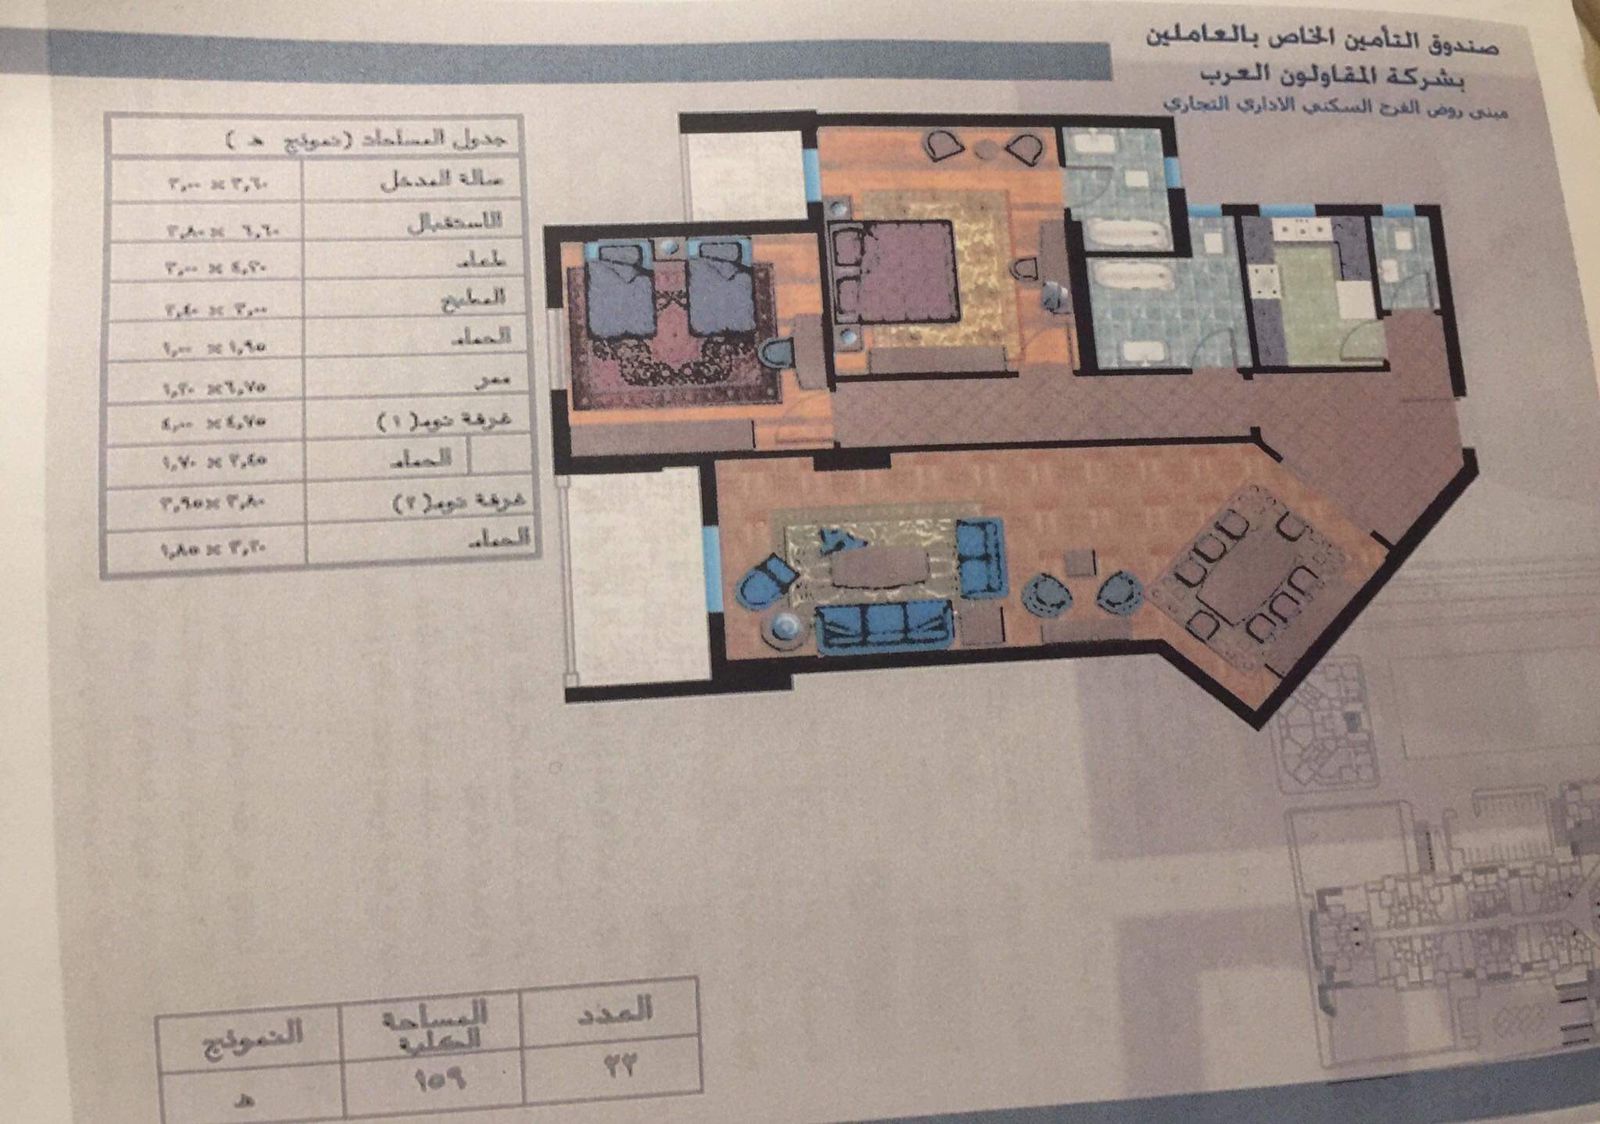 صندوق التأمين الخاص بالعاملين
بشركة المقاولون العرب
مبنى روض الفرج السكني الاداري التجاري
جدول المساحات (نموذج هـ)
صالة المدخل ٣,٦٠ × ٣,٠٠
الاستقبال ٦,٦٠ × ٣,٨٠
طعام ٤,٢٠ × ٣,٠٠
المطبخ ٣,٠٠ × ٢,٤٠
الحمام ١,٩٥ × ١,٠٠
ممر ٦,٧٥ × ١,٢٠
غرفة نوم(١) ٤,٧٥ × ٤,٠٠
الحمام ٢,٤٥ × ١,٧٠
غرفة نوم(٢) ٣,٨٠ × ٣,٩٥
الحمام ٣,٢٠ × ١,٨٥
العدد المساحة الكلية النموذج
٢٢ ١٥٩ هـ